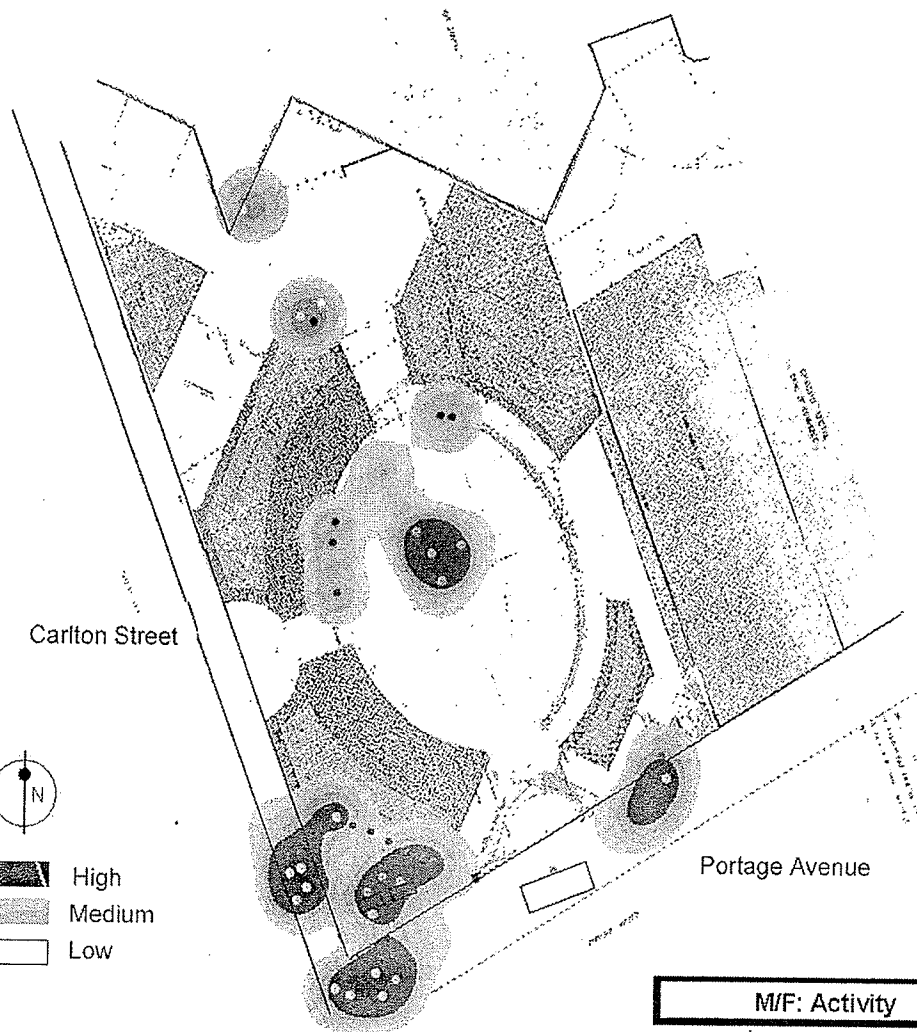 Carlton Street
N
High
Medium
Low
Portage Avenue
M/F: Activity